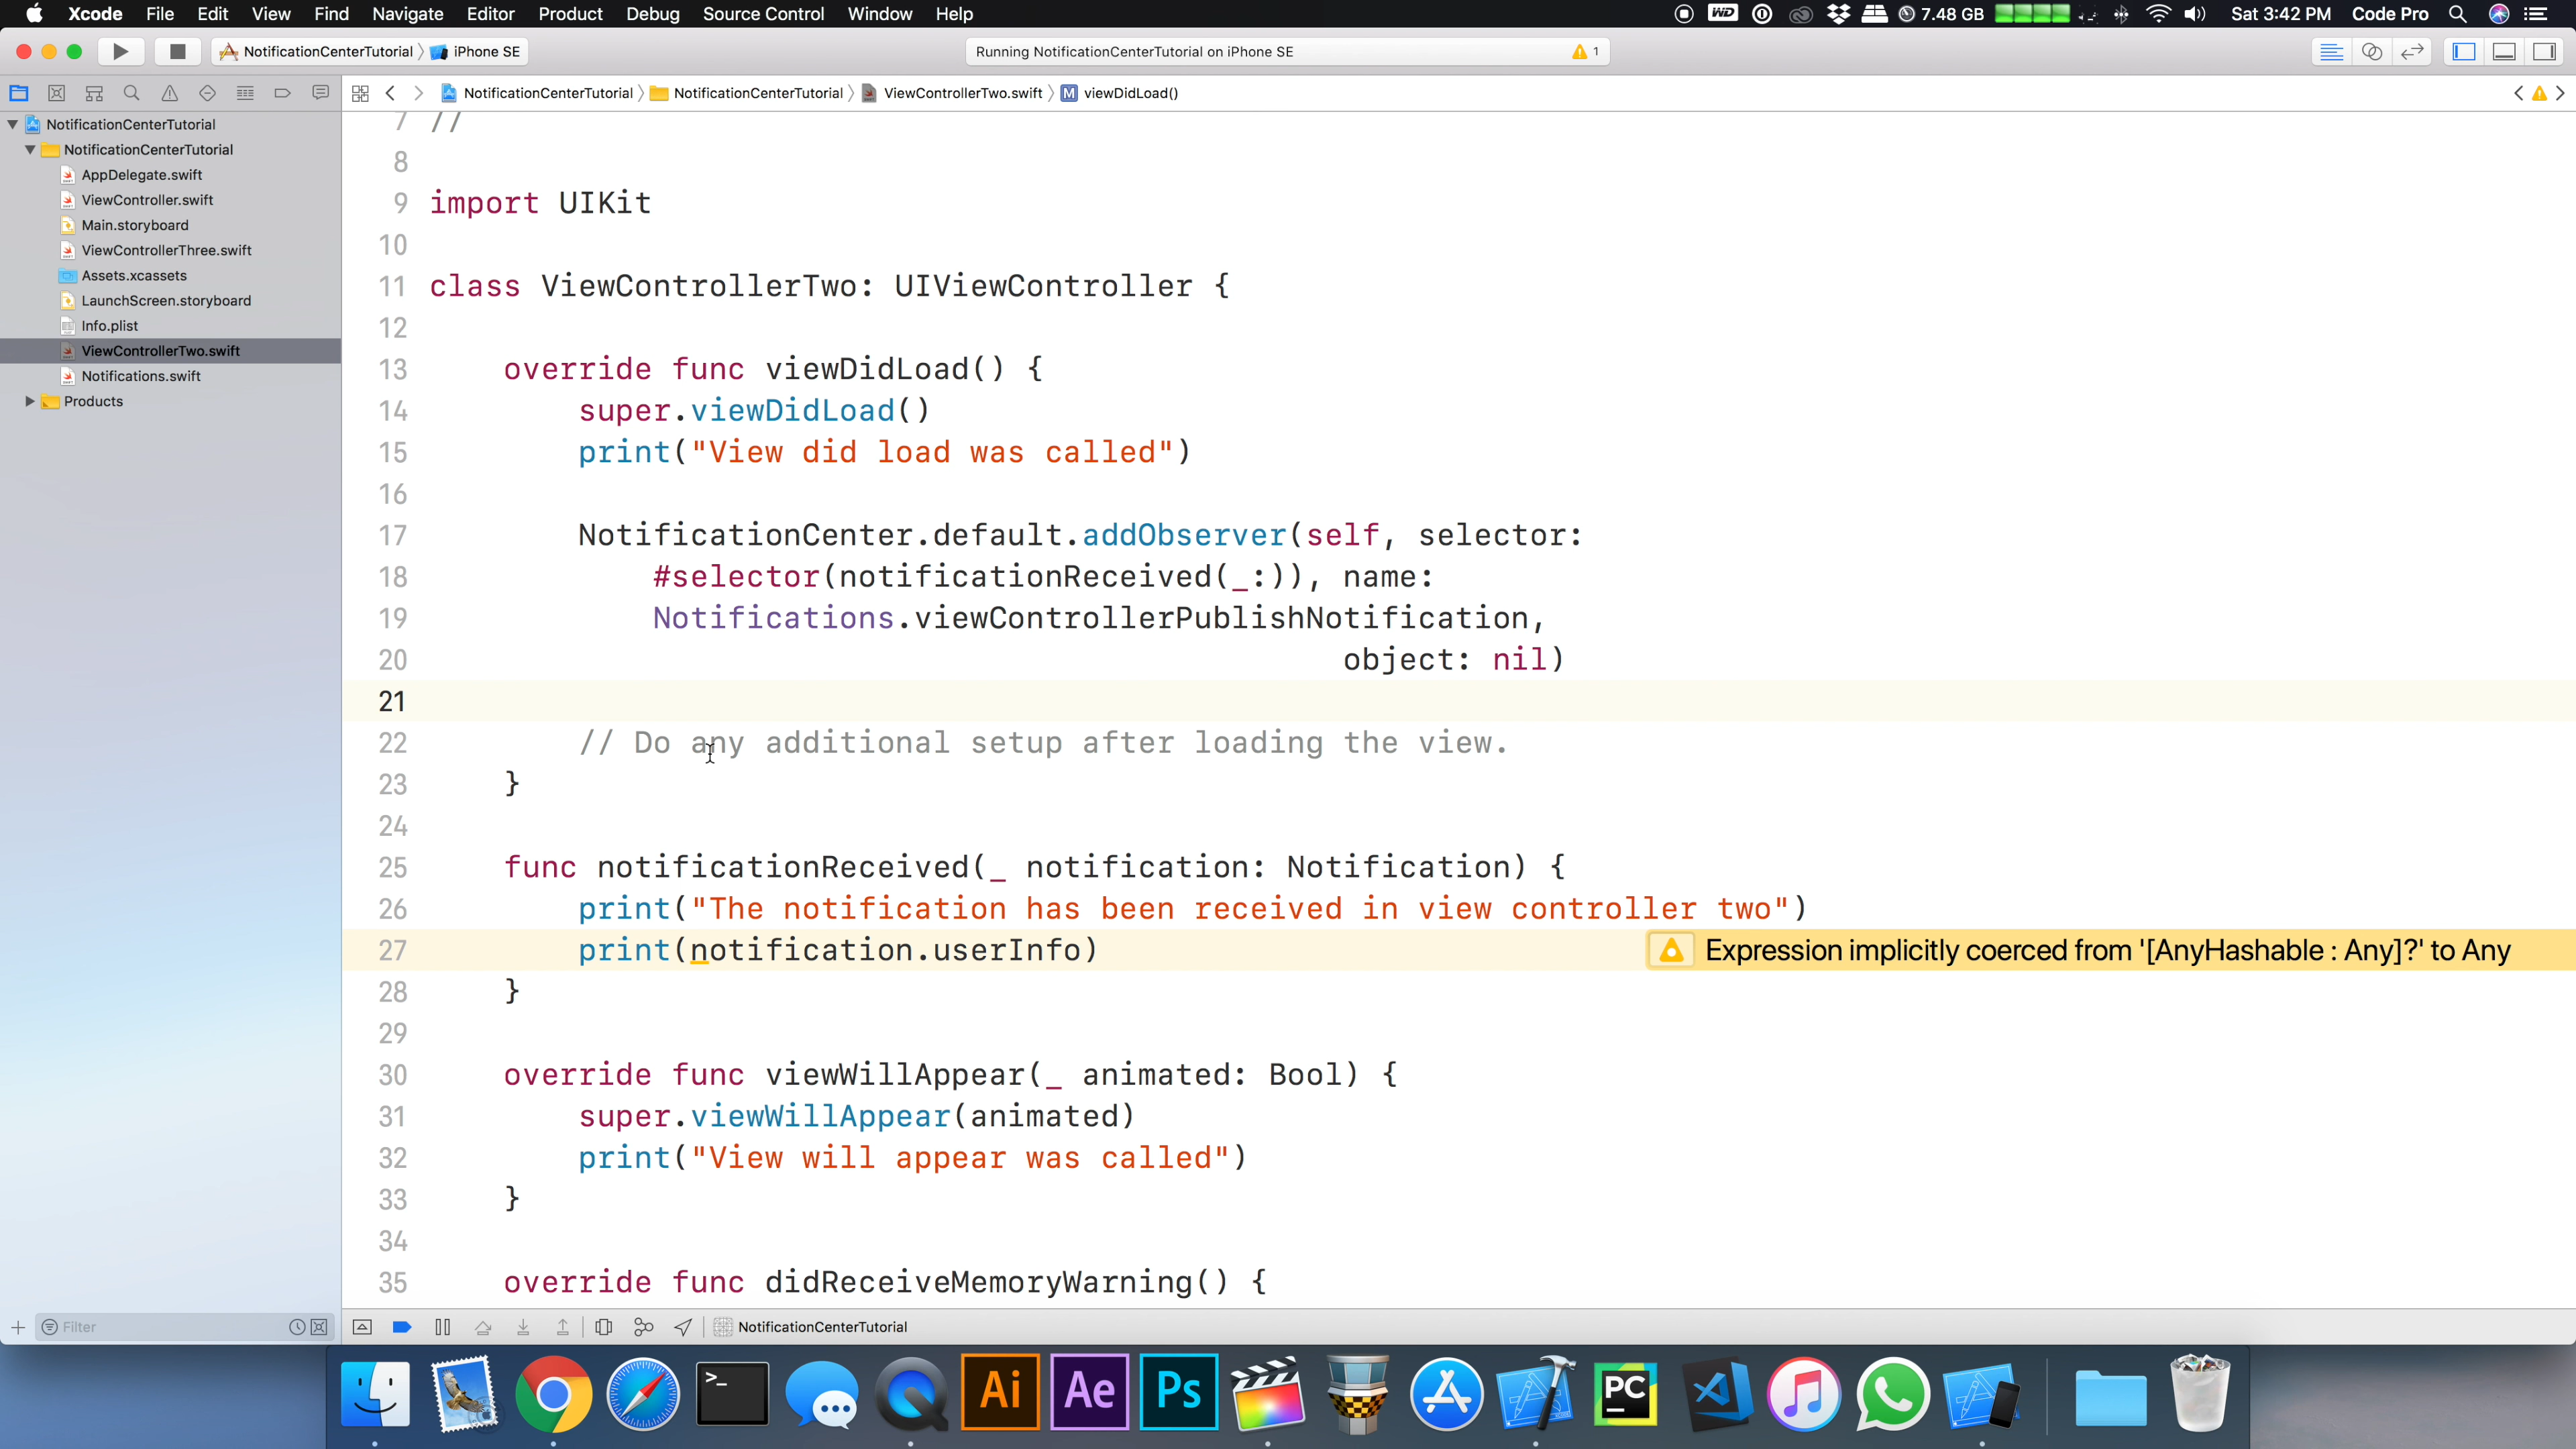 Xcode File Edit View Find Navigate Editor Product Debug Source Control Window Help WD 7.48 GB Sat 3:42 PM Code Pro
NotificationCenterTutorial iPhone SE Running NotificationCenterTutorial on iPhone SE 1
NotificationCenterTutorial NotificationCenterTutorial ViewControllerTwo.swift M viewDidLoad()
NotificationCenterTutorial
NotificationCenterTutorial
AppDelegate.swift
ViewController.swift
Main.storyboard
ViewControllerThree.swift
Assets.xcassets
LaunchScreen.storyboard
Info.plist
ViewControllerTwo.swift
Notifications.swift
Products
7 //
8
9 import UIKit
10
11 class ViewControllerTwo: UIViewController {
12
13 override func viewDidLoad() {
14 super.viewDidLoad()
15 print("View did load was called")
16
17 NotificationCenter.default.addObserver(self, selector:
18 #selector(notificationReceived(_:)), name:
19 Notifications.viewControllerPublishNotification,
20 object: nil)
21
22 // Do any additional setup after loading the view.
23 }
24
25 func notificationReceived(_ notification: Notification) {
26 print("The notification has been received in view controller two")
27 print(notification.userInfo) Expression implicitly coerced from '[AnyHashable : Any]?' to Any
28 }
29
30 override func viewWillAppear(_ animated: Bool) {
31 super.viewWillAppear(animated)
32 print("View will appear was called")
33 }
34
35 override func didReceiveMemoryWarning() {
Filter NotificationCenterTutorial
>_ Ai Ae Ps PC